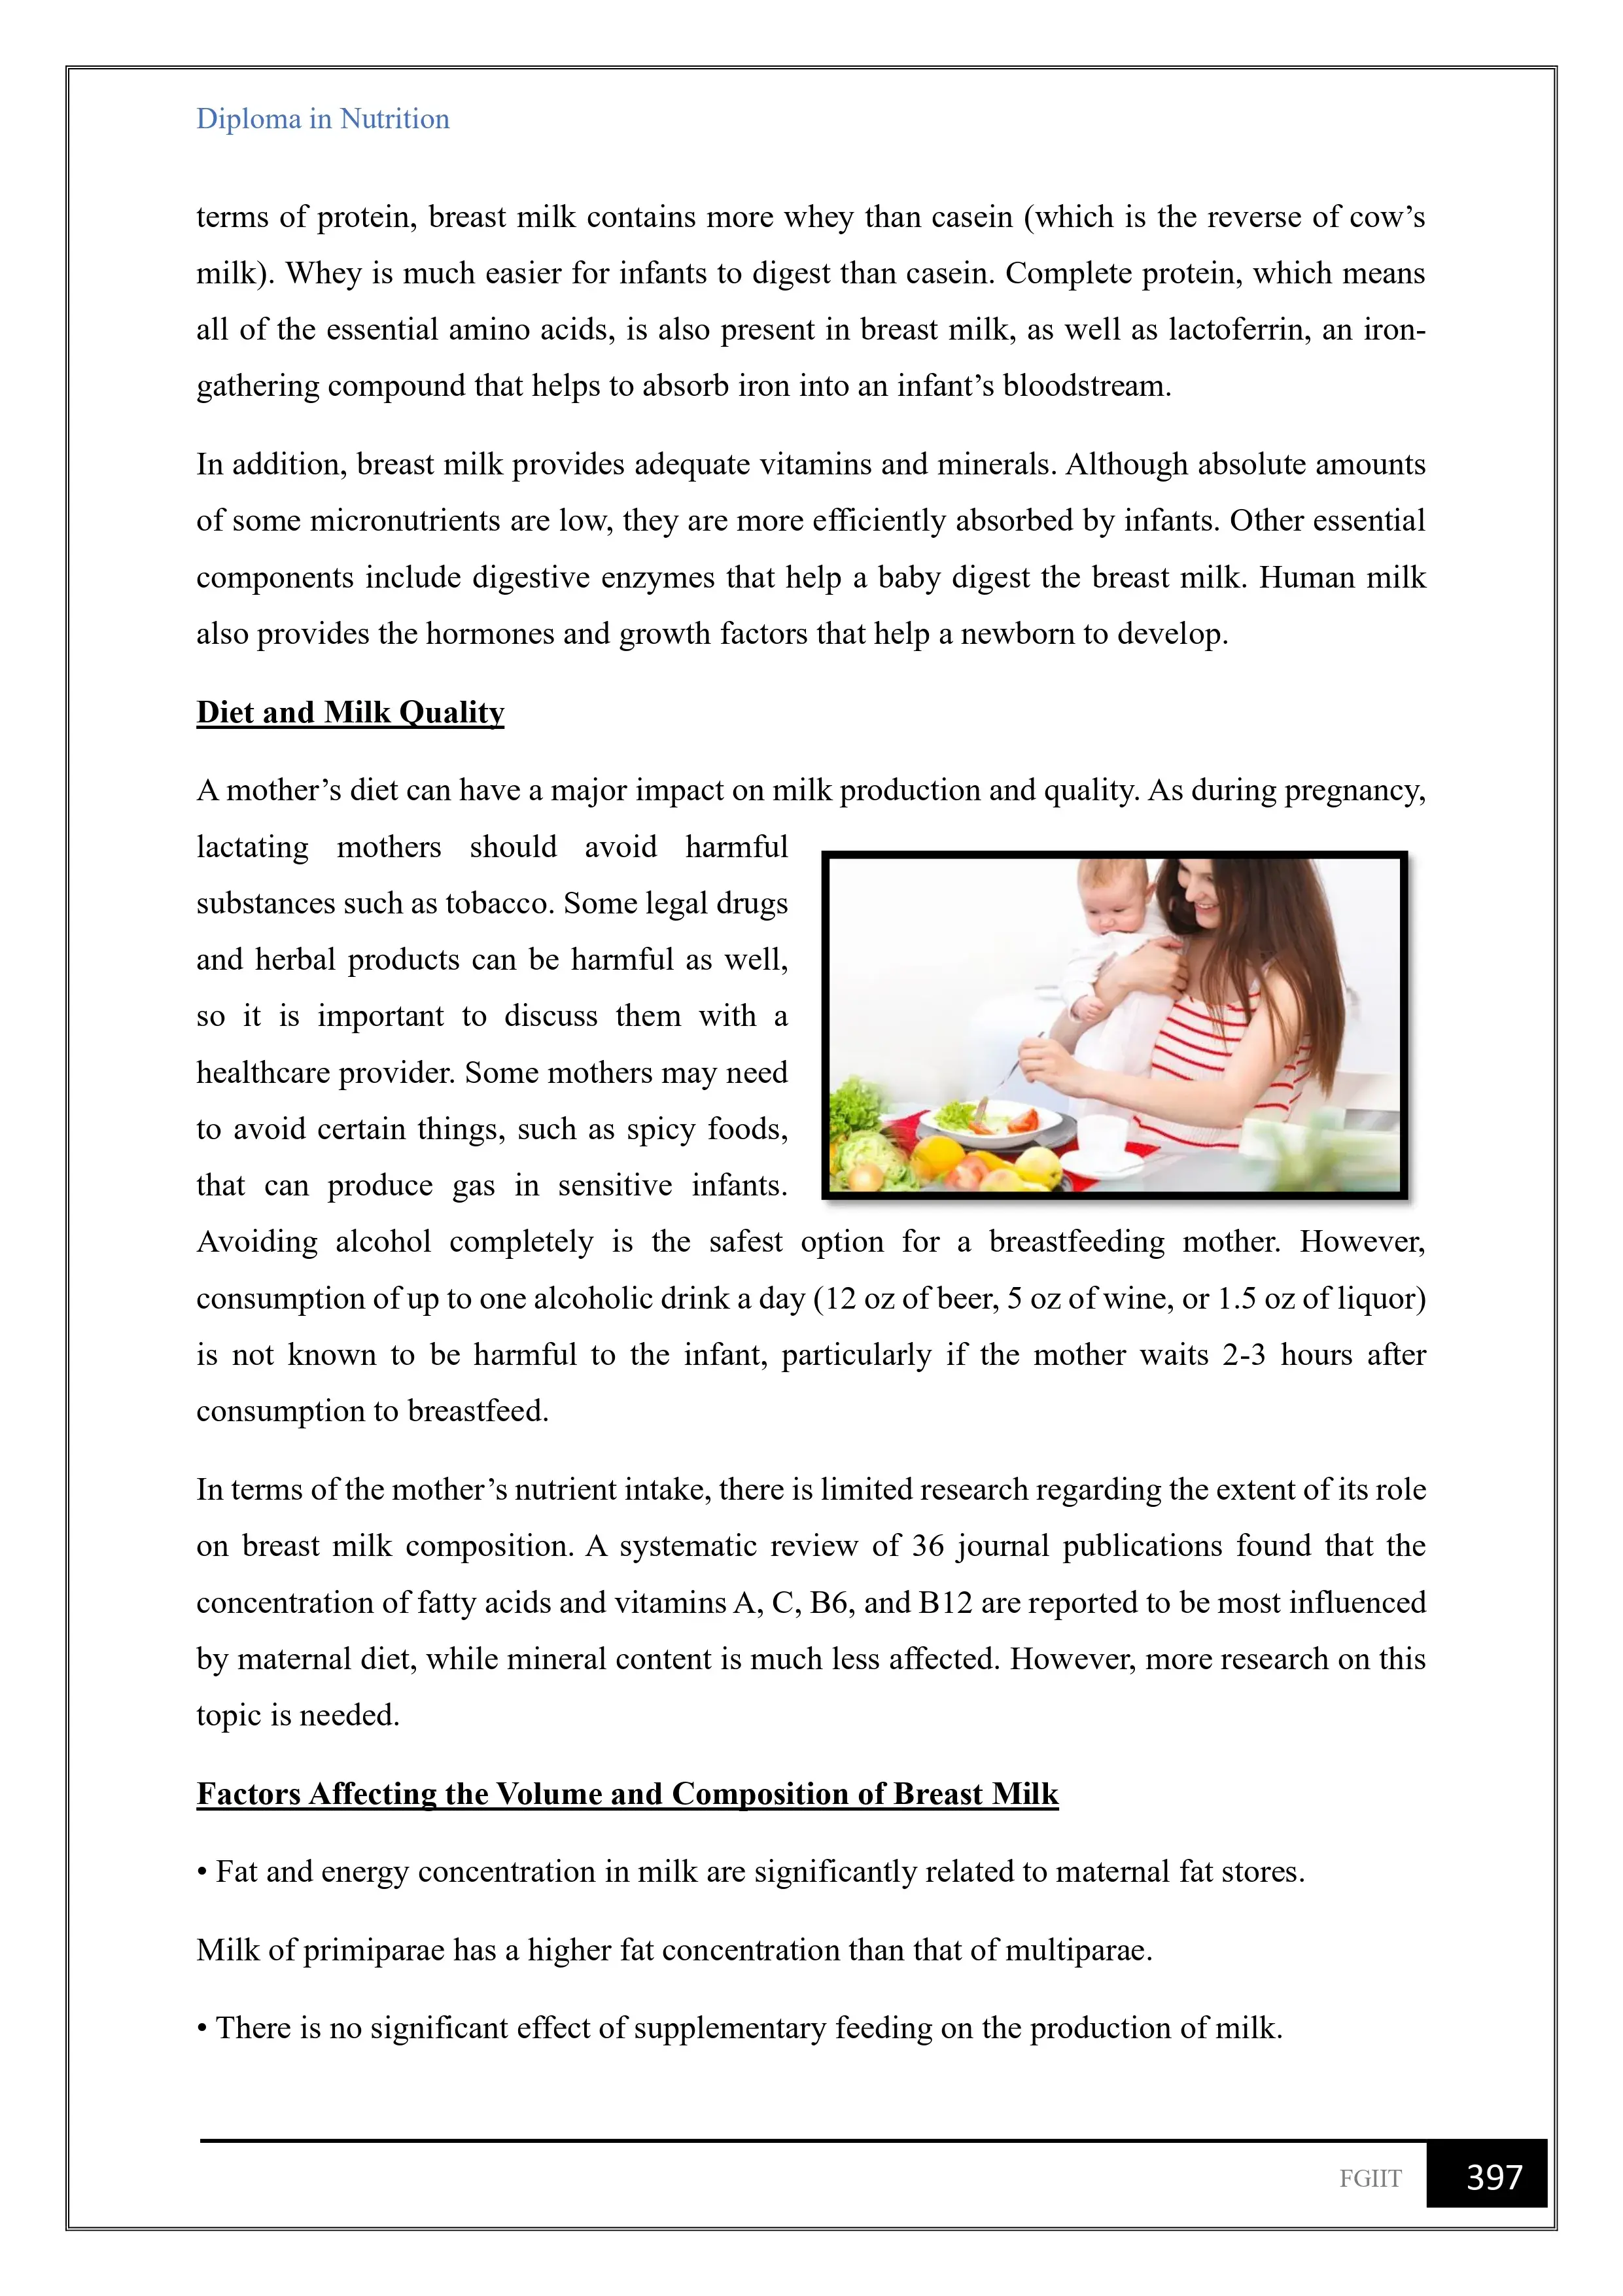 Diploma in Nutrition
terms of protein, breast milk contains more whey than casein (which is the reverse of cow’s
milk). Whey is much easier for infants to digest than casein. Complete protein, which means
all of the essential amino acids, is also present in breast milk, as well as lactoferrin, an iron-
gathering compound that helps to absorb iron into an infant’s bloodstream.
In addition, breast milk provides adequate vitamins and minerals. Although absolute amounts
of some micronutrients are low, they are more efficiently absorbed by infants. Other essential
components include digestive enzymes that help a baby digest the breast milk. Human milk
also provides the hormones and growth factors that help a newborn to develop.
Diet and Milk Quality
A mother’s diet can have a major impact on milk production and quality. As during pregnancy,
lactating mothers should avoid harmful
substances such as tobacco. Some legal drugs
and herbal products can be harmful as well,
so it is important to discuss them with a
healthcare provider. Some mothers may need
to avoid certain things, such as spicy foods,
that can produce gas in sensitive infants.
Avoiding alcohol completely is the safest option for a breastfeeding mother. However,
consumption of up to one alcoholic drink a day (12 oz of beer, 5 oz of wine, or 1.5 oz of liquor)
is not known to be harmful to the infant, particularly if the mother waits 2-3 hours after
consumption to breastfeed.
In terms of the mother’s nutrient intake, there is limited research regarding the extent of its role
on breast milk composition. A systematic review of 36 journal publications found that the
concentration of fatty acids and vitamins A, C, B6, and B12 are reported to be most influenced
by maternal diet, while mineral content is much less affected. However, more research on this
topic is needed.
Factors Affecting the Volume and Composition of Breast Milk
• Fat and energy concentration in milk are significantly related to maternal fat stores.
Milk of primiparae has a higher fat concentration than that of multiparae.
• There is no significant effect of supplementary feeding on the production of milk.
FGIIT 397